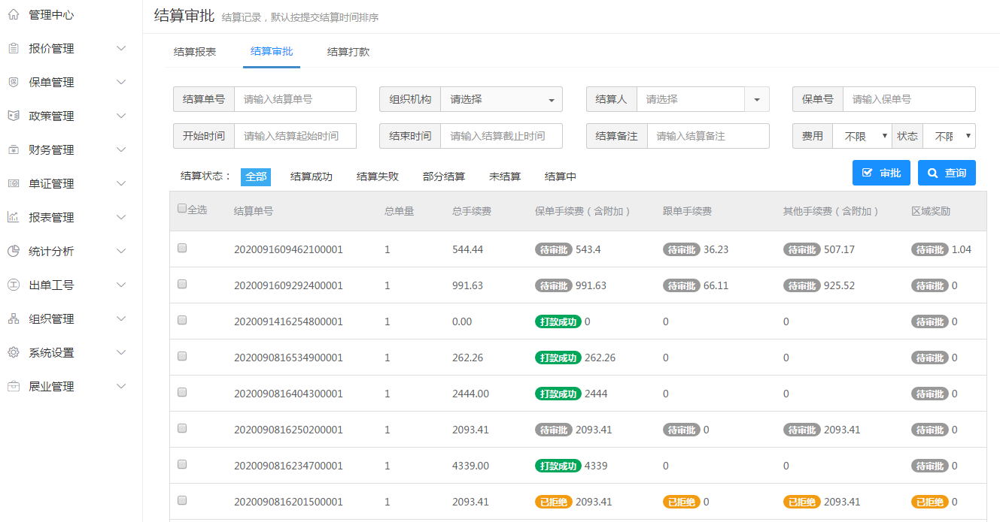 管理中心
报价管理
保单管理
政策管理
财务管理
单证管理
报表管理
统计分析
出单工号
组织管理
系统设置
展业管理
结算审批 结算记录，默认按提交结算时间排序
结算报表 结算审批 结算打款
结算单号 请输入结算单号 组织机构 请选择 结算人 请选择 保单号 请输入保单号
开始时间 请输入结算起始时间 结束时间 请输入结算截止时间 结算备注 请输入结算备注 费用 不限 状态 不限
结算状态： 全部 结算成功 结算失败 部分结算 未结算 结算中 审批 查询
全选 结算单号 总单量 总手续费 保单手续费（含附加） 跟单手续费 其他手续费（含附加） 区域奖励
2020091609462100001 1 544.44 待审批 543.4 待审批 36.23 待审批 507.17 待审批 1.04
2020091609292400001 1 991.63 待审批 991.63 待审批 66.11 待审批 925.52 待审批 0
2020091416254800001 1 0.00 打款成功 0 0 0 待审批 0
2020090816534900001 1 262.26 打款成功 262.26 0 0 待审批 0
2020090816404300001 1 2444.00 打款成功 2444 0 0 待审批 0
2020090816250200001 1 2093.41 待审批 2093.41 待审批 0 待审批 2093.41 待审批 0
2020090816234700001 1 4339.00 打款成功 4339 0 0 待审批 0
2020090816201500001 1 2093.41 已拒绝 2093.41 已拒绝 0 已拒绝 2093.41 已拒绝 0